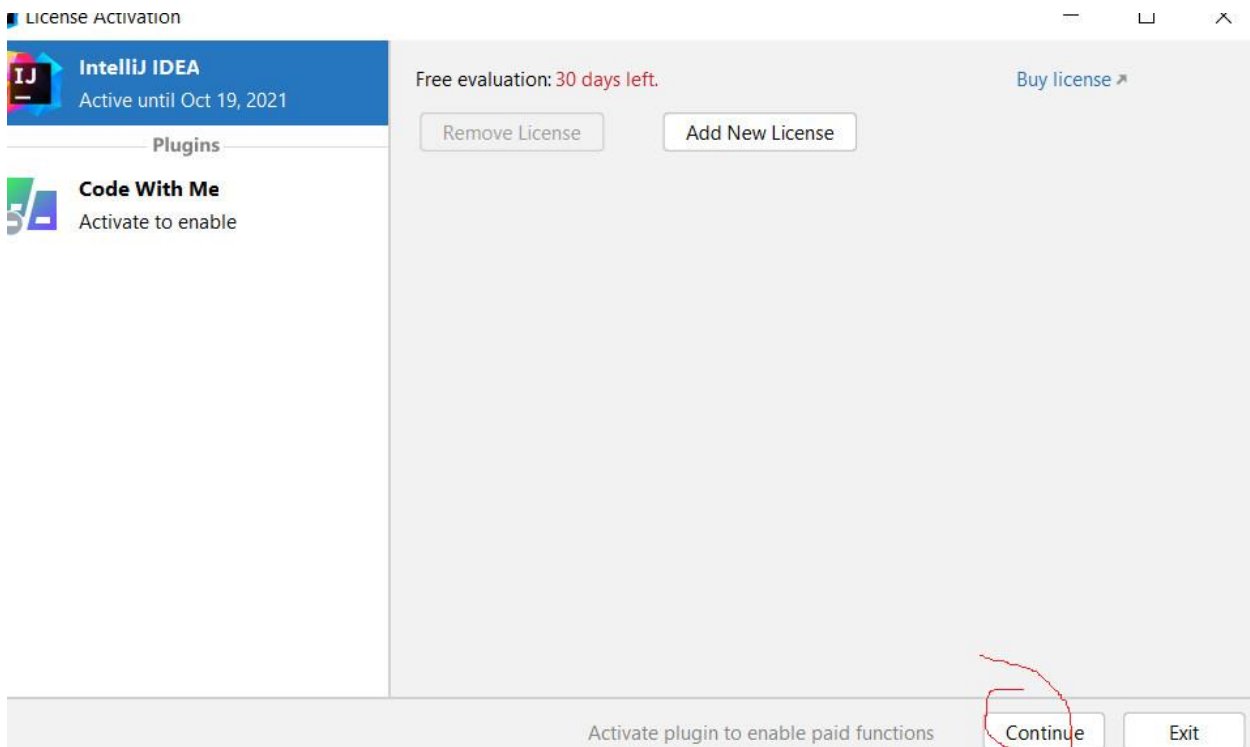 License Activation
IJ
IntelliJ IDEA
Active until Oct 19, 2021
Plugins
Code With Me
Activate to enable
Free evaluation: 30 days left.
Buy license
Remove License
Add New License
Activate plugin to enable paid functions
Continue
Exit